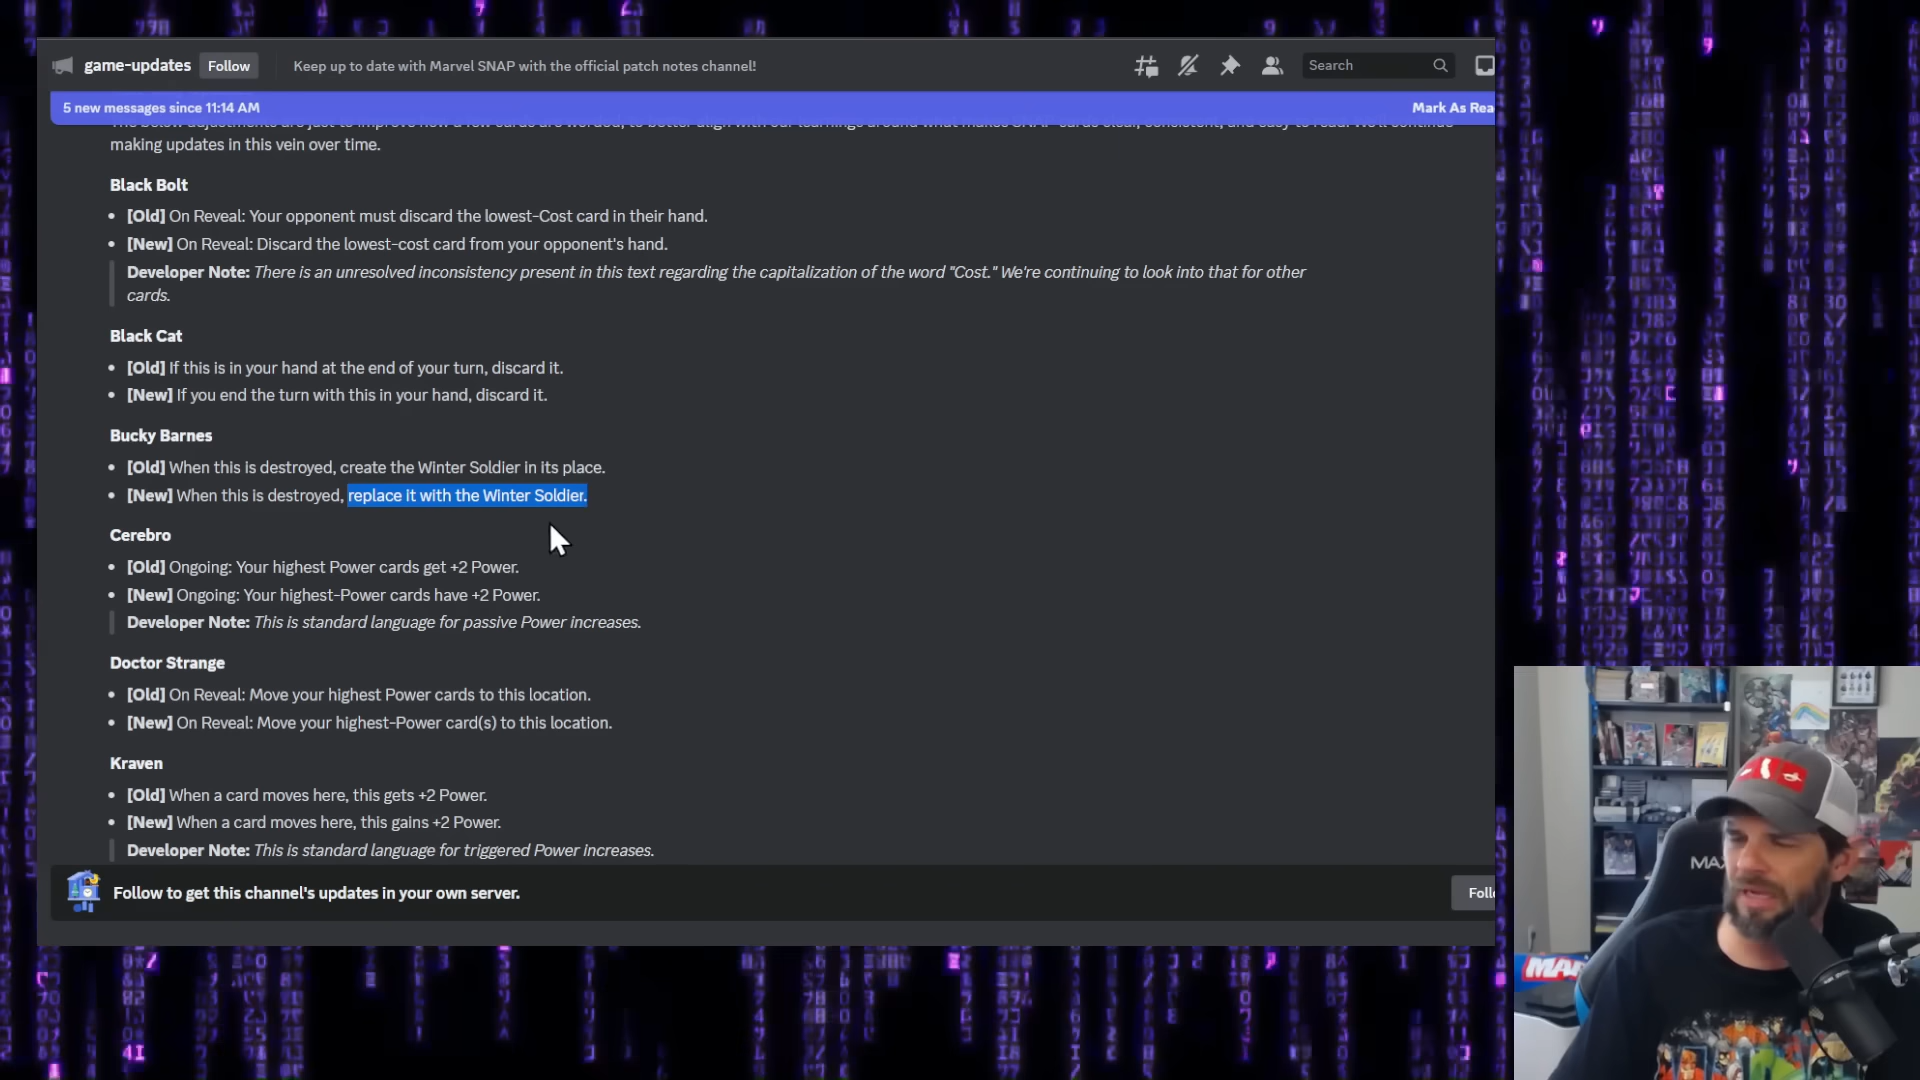 game-updates Follow Keep up to date with Marvel SNAP with the official patch notes channel! Search
5 new messages since 11:14 AM Mark As Rea
making updates in this vein over time.
Black Bolt
• [Old] On Reveal: Your opponent must discard the lowest-Cost card in their hand.
• [New] On Reveal: Discard the lowest-cost card from your opponent's hand.
Developer Note: There is an unresolved inconsistency present in this text regarding the capitalization of the word "Cost." We're continuing to look into that for other
cards.
Black Cat
• [Old] If this is in your hand at the end of your turn, discard it.
• [New] If you end the turn with this in your hand, discard it.
Bucky Barnes
• [Old] When this is destroyed, create the Winter Soldier in its place.
• [New] When this is destroyed, replace it with the Winter Soldier.
Cerebro
• [Old] Ongoing: Your highest Power cards get +2 Power.
• [New] Ongoing: Your highest-Power cards have +2 Power.
Developer Note: This is standard language for passive Power increases.
Doctor Strange
• [Old] On Reveal: Move your highest Power cards to this location.
• [New] On Reveal: Move your highest-Power card(s) to this location.
Kraven
• [Old] When a card moves here, this gets +2 Power.
• [New] When a card moves here, this gains +2 Power.
Developer Note: This is standard language for triggered Power increases.
Follow to get this channel's updates in your own server. Foll
MAX
MA